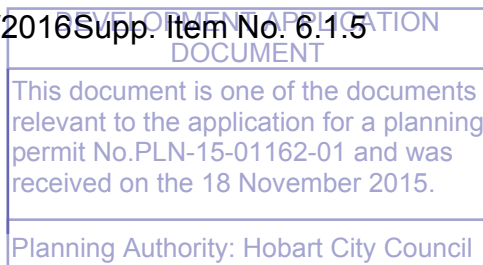 2016Supp. Item No. 6.1.5
DEVELOPMENT APPLICATION
DOCUMENT
This document is one of the documents
relevant to the application for a planning
permit No.PLN-15-01162-01 and was
received on the 18 November 2015.
Planning Authority: Hobart City Council